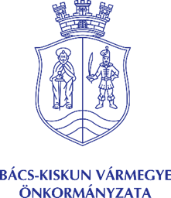 BÁCS-KISKUN VÁRMEGYE
ÖNKORMÁNYZATA